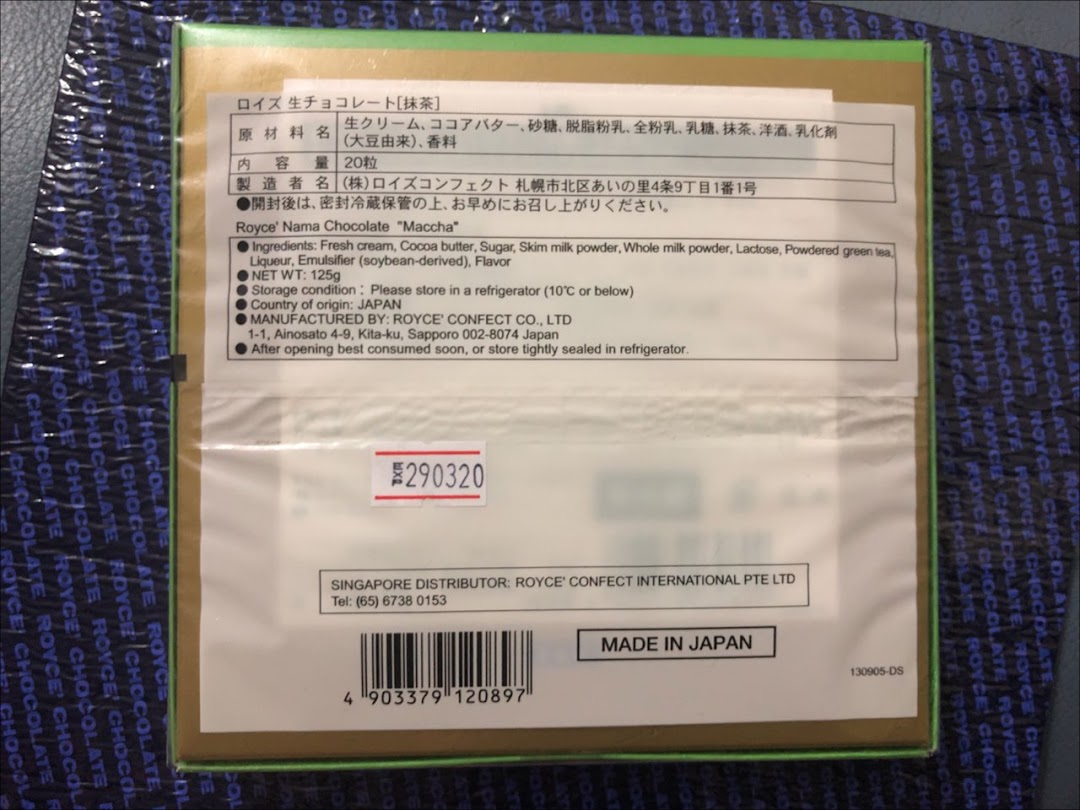 ロイズ 生チョコレート[抹茶]
原材料名 生クリーム、ココアバター、砂糖、脱脂粉乳、全粉乳、乳糖、抹茶、洋酒、乳化剤
(大豆由来)、香料
内容量 20粒
製造者名 (株)ロイズコンフェクト 札幌市北区あいの里4条9丁目1番1号
●開封後は、密封冷蔵保管の上、お早めにお召し上がりください。
Royce' Nama Chocolate "Maccha"
● Ingredients: Fresh cream, Cocoa butter, Sugar, Skim milk powder, Whole milk powder, Lactose, Powdered green tea,
Liqueur, Emulsifier (soybean-derived), Flavor
● NET WT: 125g
● Storage condition : Please store in a refrigerator (10℃ or below)
● Country of origin: JAPAN
● MANUFACTURED BY: ROYCE' CONFECT CO., LTD
1-1, Ainosato 4-9, Kita-ku, Sapporo 002-8074 Japan
● After opening best consumed soon, or store tightly sealed in refrigerator.
EXP 290320
SINGAPORE DISTRIBUTOR: ROYCE' CONFECT INTERNATIONAL PTE LTD
Tel: (65) 6738 0153
MADE IN JAPAN
130905-DS
4 903379 120897
ROYCE' CHOCOLATE